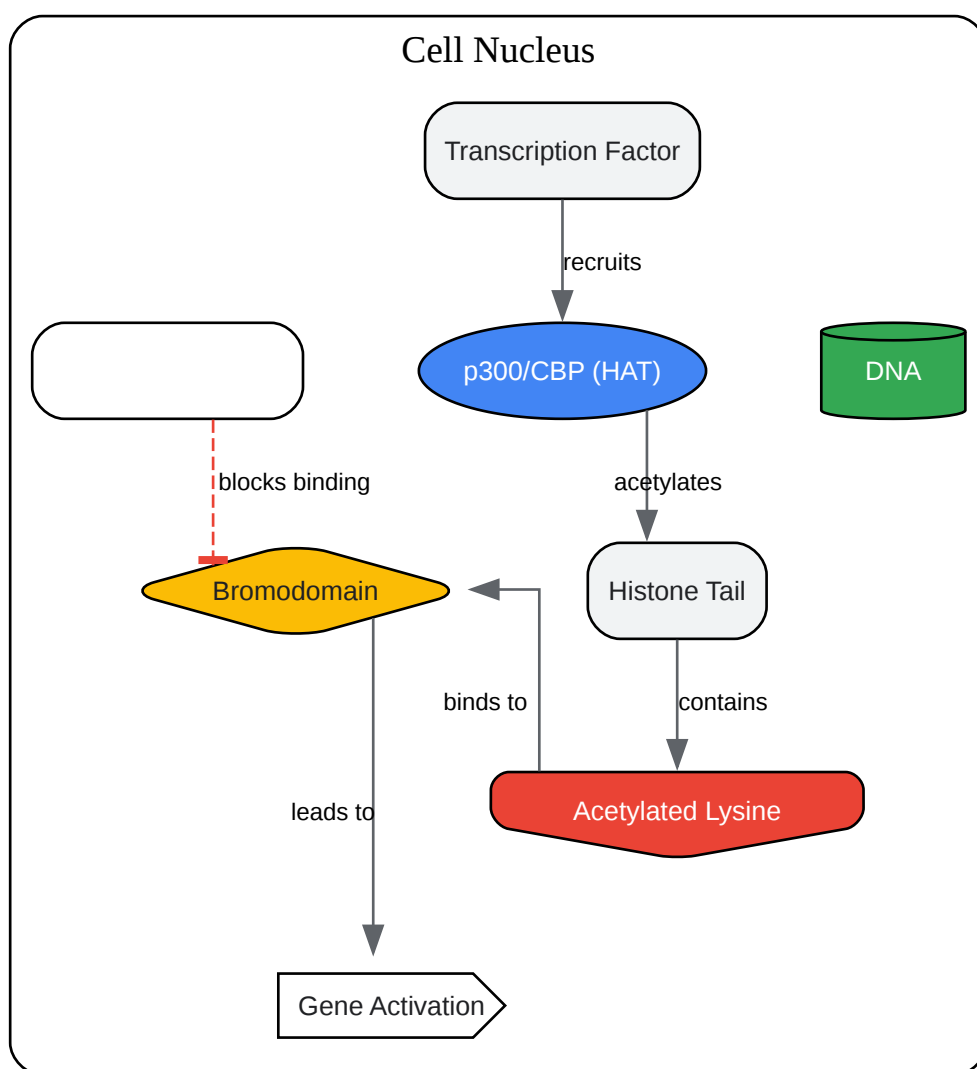 Cell Nucleus
Transcription Factor
recruits
p300/CBP (HAT)
DNA
blocks binding
acetylates
Bromodomain
Histone Tail
binds to
contains
leads to
Acetylated Lysine
Gene Activation